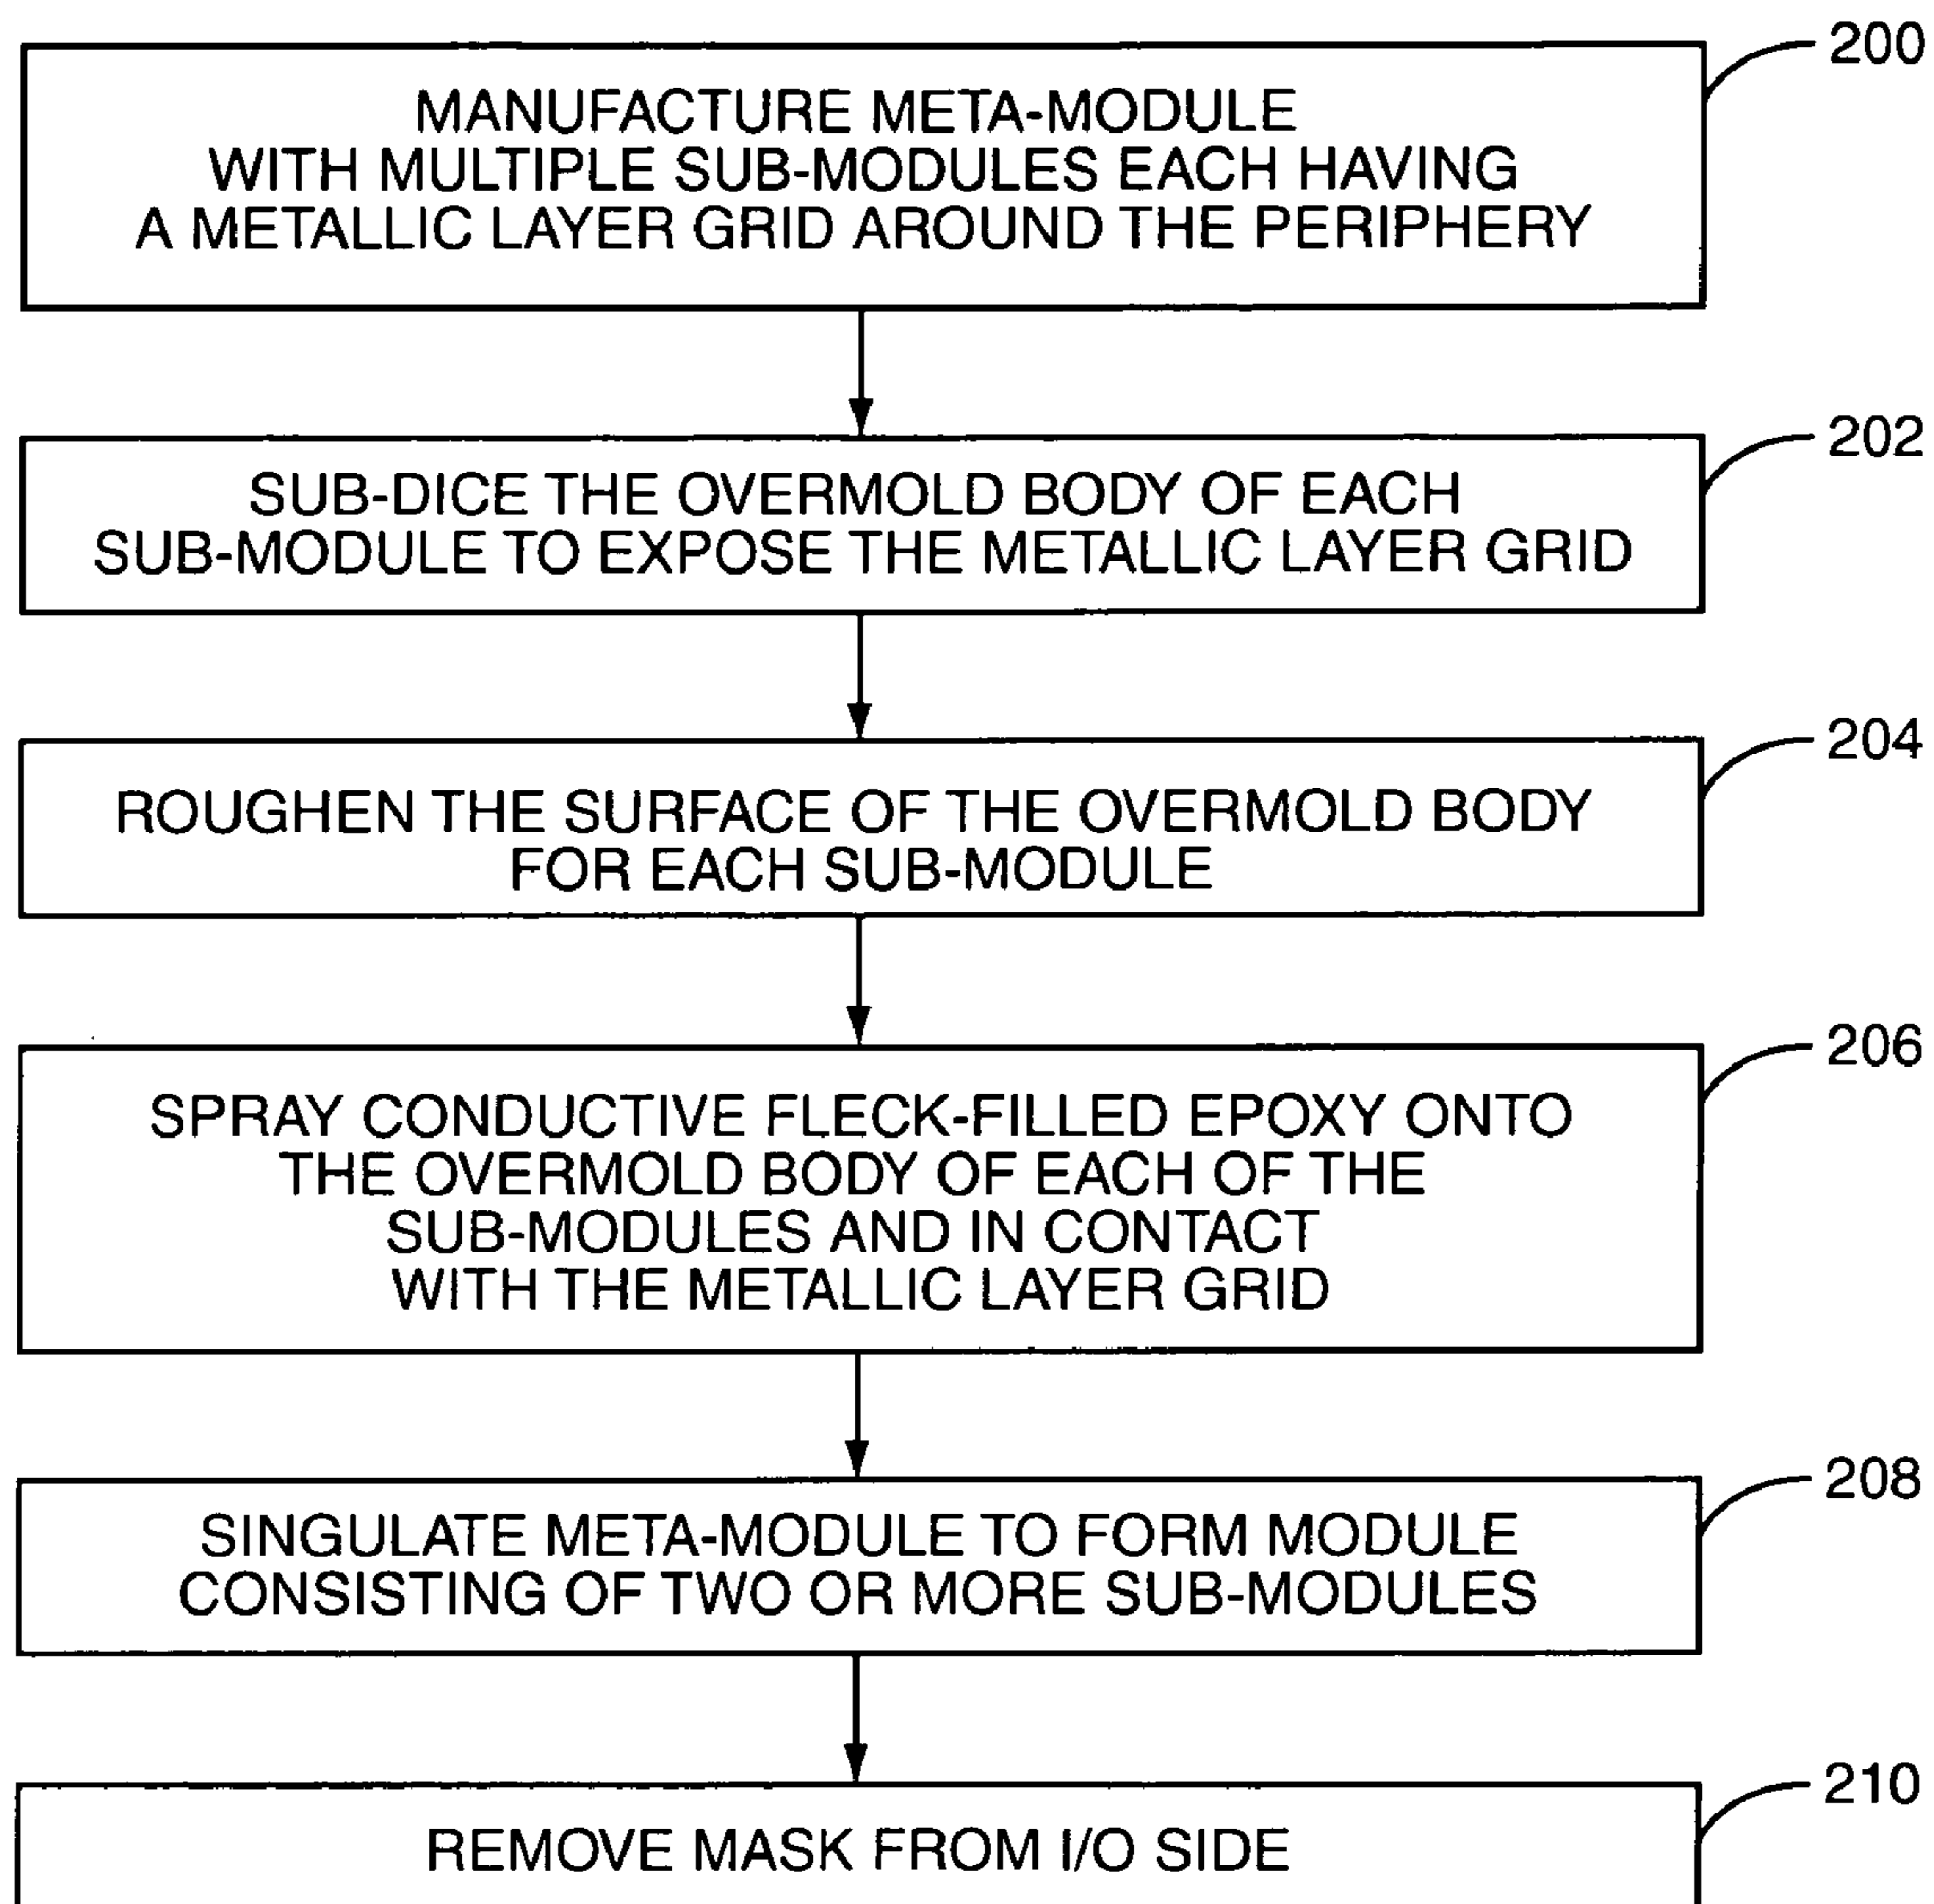 200
MANUFACTURE META-MODULE
WITH MULTIPLE SUB-MODULES EACH HAVING
A METALLIC LAYER GRID AROUND THE PERIPHERY
202
SUB-DICE THE OVERMOLD BODY OF EACH
SUB-MODULE TO EXPOSE THE METALLIC LAYER GRID
204
ROUGHEN THE SURFACE OF THE OVERMOLD BODY
FOR EACH SUB-MODULE
206
SPRAY CONDUCTIVE FLECK-FILLED EPOXY ONTO
THE OVERMOLD BODY OF EACH OF THE
SUB-MODULES AND IN CONTACT
WITH THE METALLIC LAYER GRID
208
SINGULATE META-MODULE TO FORM MODULE
CONSISTING OF TWO OR MORE SUB-MODULES
210
REMOVE MASK FROM I/O SIDE